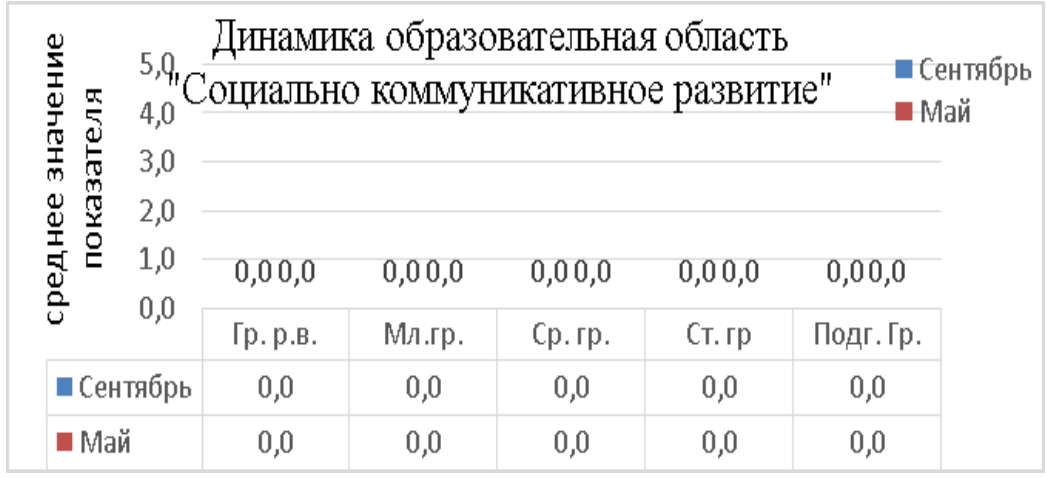 Динамика образовательная область
"Социально коммуникативное развитие"
среднее значение
показателя
5,0
4,0
3,0
2,0
1,0
0,0
Сентябрь
Май
0,0 0,0 0,0 0,0 0,0 0,0 0,0 0,0 0,0 0,0
Гр. р.в. Мл.гр. Ср. гр. Ст. гр Подг. Гр.
Сентябрь 0,0 0,0 0,0 0,0 0,0
Май 0,0 0,0 0,0 0,0 0,0